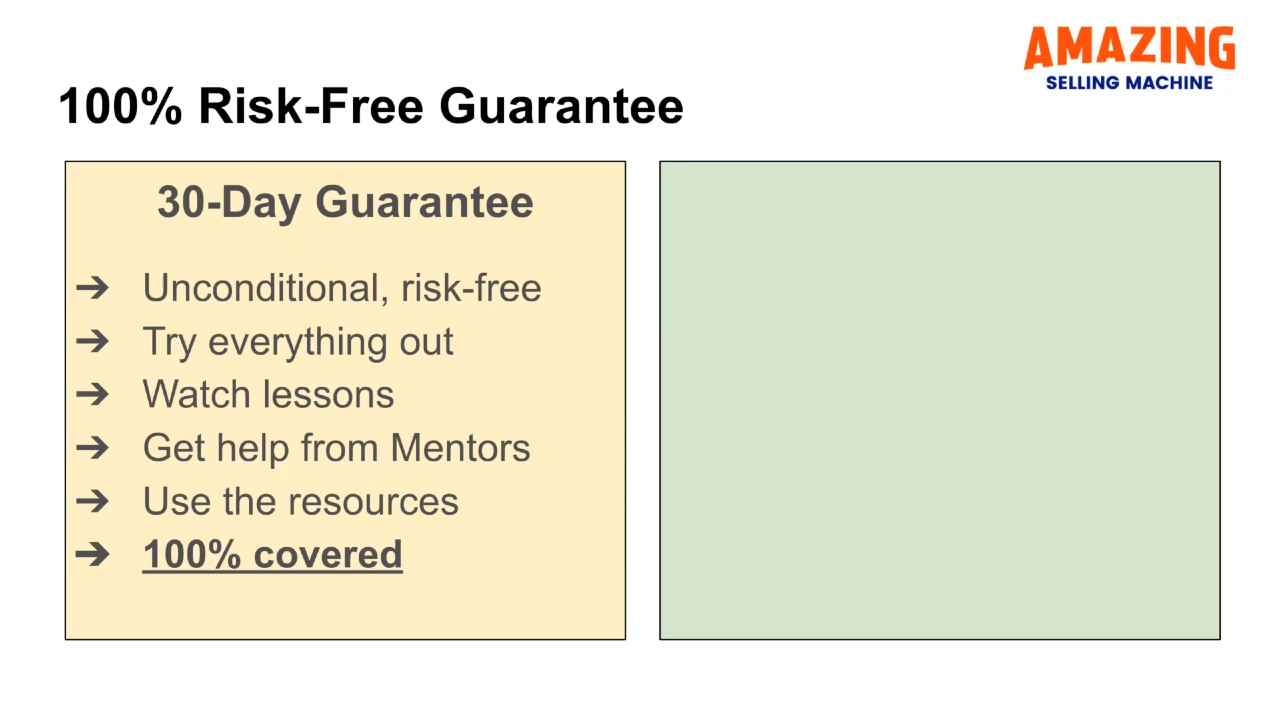 AMAZING
SELLING MACHINE
100% Risk-Free Guarantee
30-Day Guarantee
➔ Unconditional, risk-free
➔ Try everything out
➔ Watch lessons
➔ Get help from Mentors
➔ Use the resources
➔ 100% covered